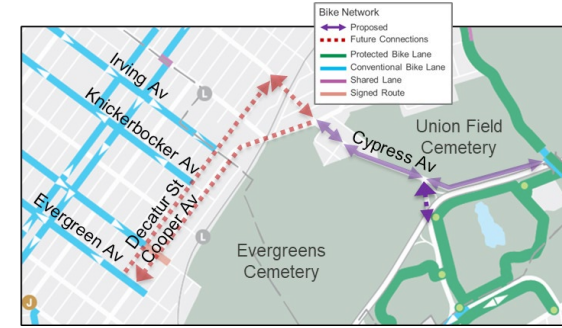 Bike Network
Proposed
Future Connections
Protected Bike Lane
Conventional Bike Lane
Shared Lane
Signed Route
Irving Av
L
Knickerbocker Av
Cypress Av
Union Field
Cemetery
Evergreen Av
Decatur St
Cooper Av
L
Evergreens
Cemetery
J